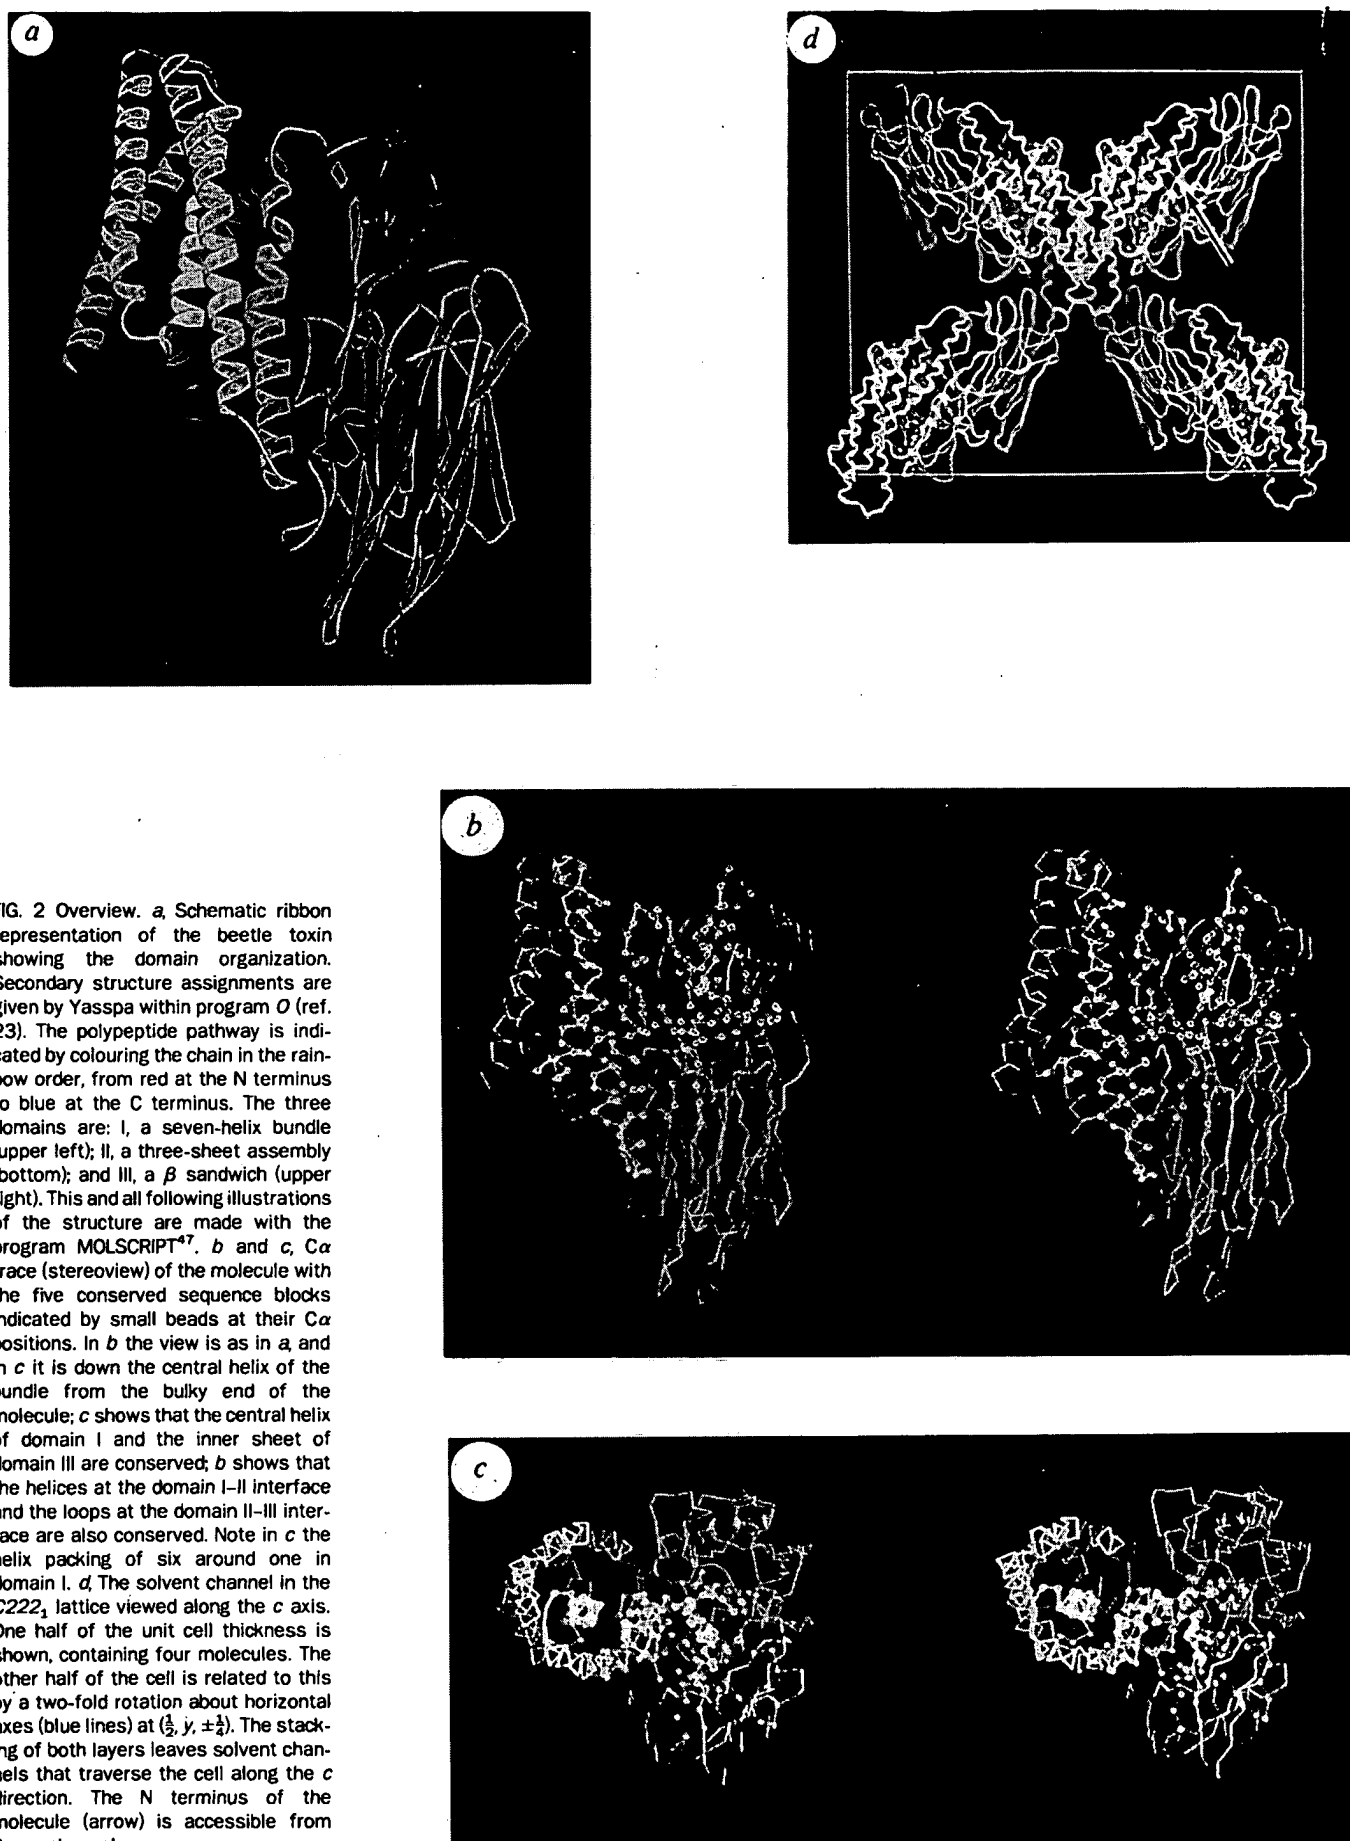 a
d
b
FIG. 2 Overview. a, Schematic ribbon
representation of the beetle toxin
showing the domain organization.
Secondary structure assignments are
given by Yasspa within program O (ref.
23). The polypeptide pathway is indi-
cated by colouring the chain in the rain-
bow order, from red at the N terminus
to blue at the C terminus. The three
domains are: I, a seven-helix bundle
(upper left); II, a three-sheet assembly
(bottom); and III, a β sandwich (upper
right). This and all following illustrations
of the structure are made with the
program MOLSCRIPT⁴⁷. b and c, Cα
trace (stereoview) of the molecule with
the five conserved sequence blocks
indicated by small beads at their Cα
positions. In b the view is as in a, and
in c it is down the central helix of the
bundle from the bulky end of the
molecule; c shows that the central helix
of domain I and the inner sheet of
domain III are conserved; b shows that
the helices at the domain I–II interface
and the loops at the domain II–III inter-
face are also conserved. Note in c the
helix packing of six around one in
domain I. d, The solvent channel in the
C222₁ lattice viewed along the c axis.
One half of the unit cell thickness is
shown, containing four molecules. The
other half of the cell is related to this
by a two-fold rotation about horizontal
axes (blue lines) at (½, y, ±¼). The stack-
ing of both layers leaves solvent chan-
nels that traverse the cell along the c
direction. The N terminus of the
molecule (arrow) is accessible from
c